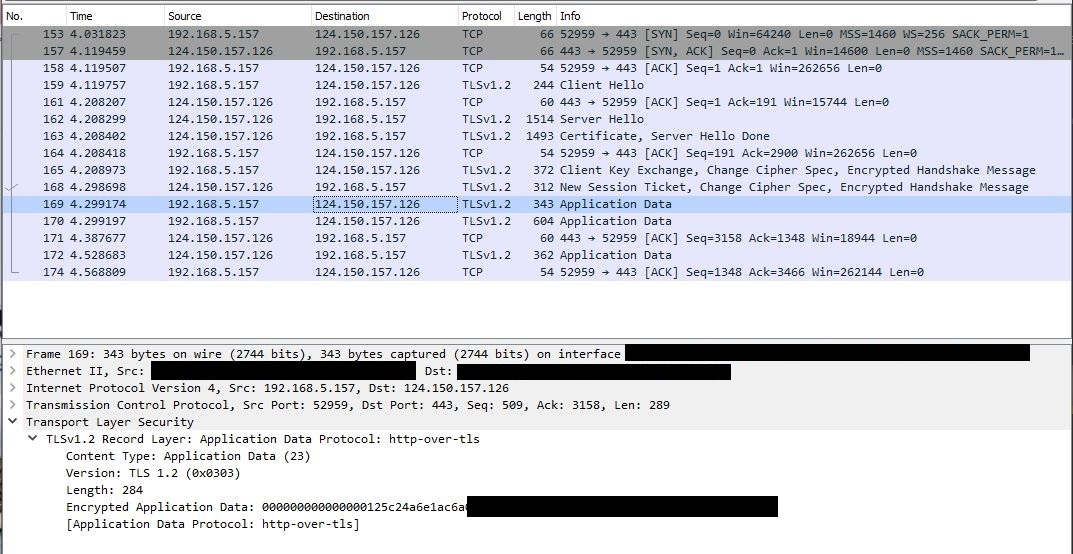 No. Time Source Destination Protocol Length Info
153 4.031823 192.168.5.157 124.150.157.126 TCP 66 52959 → 443 [SYN] Seq=0 Win=64240 Len=0 MSS=1460 WS=256 SACK_PERM=1
157 4.119459 124.150.157.126 192.168.5.157 TCP 66 443 → 52959 [SYN, ACK] Seq=0 Ack=1 Win=14600 Len=0 MSS=1460 SACK_PERM=1…
158 4.119507 192.168.5.157 124.150.157.126 TCP 54 52959 → 443 [ACK] Seq=1 Ack=1 Win=262656 Len=0
159 4.119757 192.168.5.157 124.150.157.126 TLSv1.2 244 Client Hello
161 4.208207 124.150.157.126 192.168.5.157 TCP 60 443 → 52959 [ACK] Seq=1 Ack=191 Win=15744 Len=0
162 4.208299 124.150.157.126 192.168.5.157 TLSv1.2 1514 Server Hello
163 4.208402 124.150.157.126 192.168.5.157 TLSv1.2 1493 Certificate, Server Hello Done
164 4.208418 192.168.5.157 124.150.157.126 TCP 54 52959 → 443 [ACK] Seq=191 Ack=2900 Win=262656 Len=0
165 4.208973 192.168.5.157 124.150.157.126 TLSv1.2 372 Client Key Exchange, Change Cipher Spec, Encrypted Handshake Message
168 4.298698 124.150.157.126 192.168.5.157 TLSv1.2 312 New Session Ticket, Change Cipher Spec, Encrypted Handshake Message
169 4.299174 192.168.5.157 124.150.157.126 TLSv1.2 343 Application Data
170 4.299197 192.168.5.157 124.150.157.126 TLSv1.2 604 Application Data
171 4.387677 124.150.157.126 192.168.5.157 TCP 60 443 → 52959 [ACK] Seq=3158 Ack=1348 Win=18944 Len=0
172 4.528683 124.150.157.126 192.168.5.157 TLSv1.2 362 Application Data
174 4.568809 192.168.5.157 124.150.157.126 TCP 54 52959 → 443 [ACK] Seq=1348 Ack=3466 Win=262144 Len=0
Frame 169: 343 bytes on wire (2744 bits), 343 bytes captured (2744 bits) on interface
Ethernet II, Src: Dst:
Internet Protocol Version 4, Src: 192.168.5.157, Dst: 124.150.157.126
Transmission Control Protocol, Src Port: 52959, Dst Port: 443, Seq: 509, Ack: 3158, Len: 289
Transport Layer Security
TLSv1.2 Record Layer: Application Data Protocol: http-over-tls
Content Type: Application Data (23)
Version: TLS 1.2 (0x0303)
Length: 284
Encrypted Application Data:
[Application Data Protocol: http-over-tls]